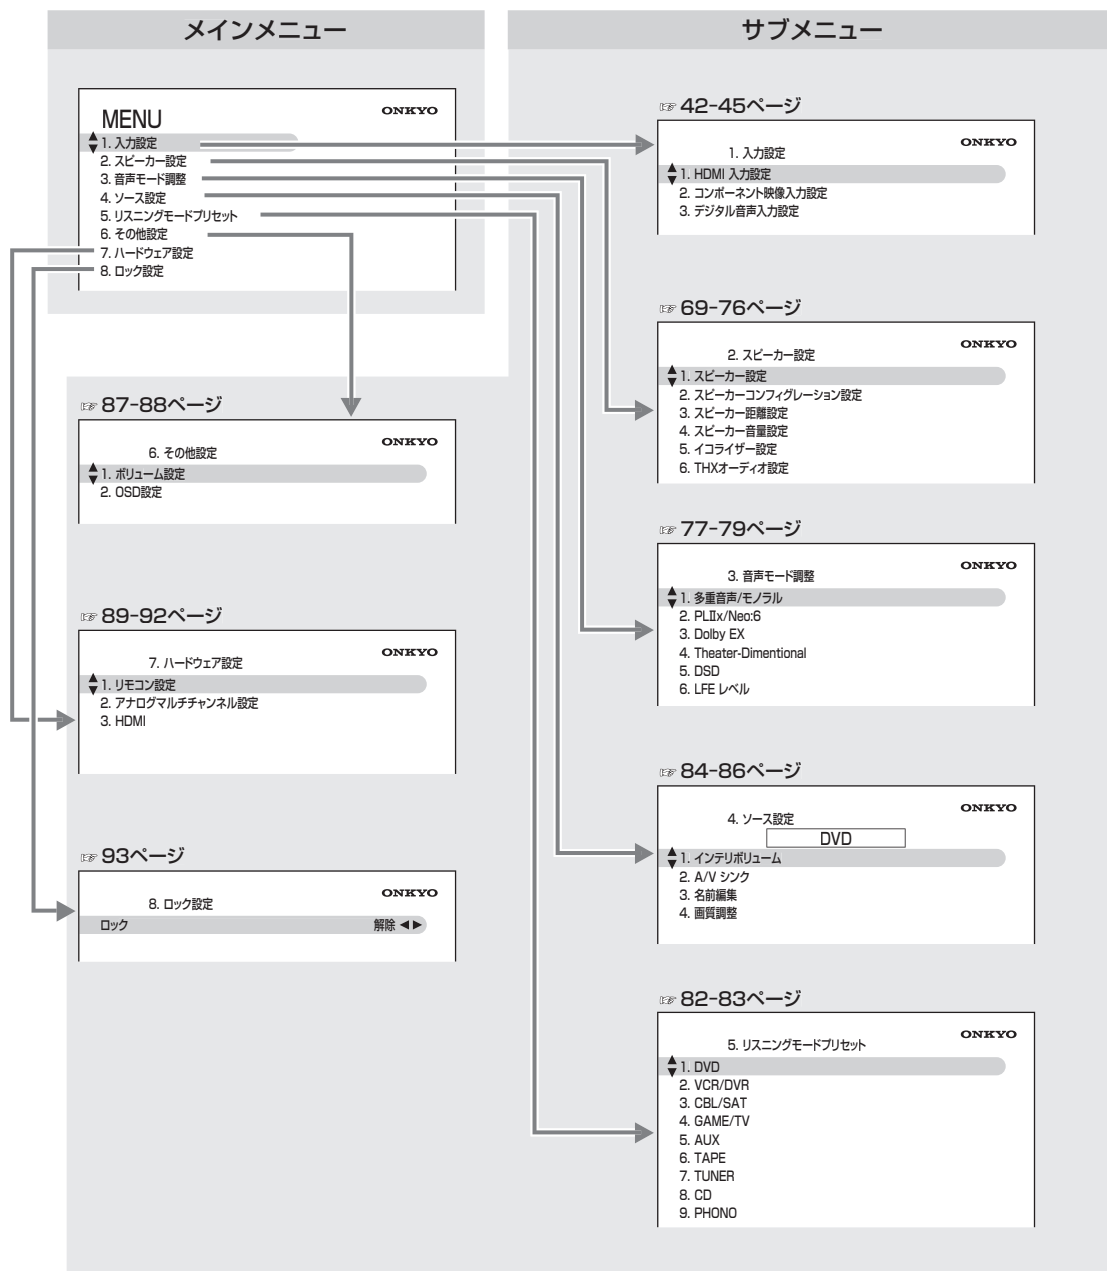 メインメニュー
MENU
ONKYO
1. 入力設定
2. スピーカー設定
3. 音声モード調整
4. ソース設定
5. リスニングモードプリセット
6. その他設定
7. ハードウェア設定
8. ロック設定
☞ 87-88ページ
ONKYO
6. その他設定
1. ボリューム設定
2. OSD設定
☞ 89-92ページ
ONKYO
7. ハードウェア設定
1. リモコン設定
2. アナログマルチチャンネル設定
3. HDMI
☞ 93ページ
ONKYO
8. ロック設定
ロック 解除 ◀▶
サブメニュー
☞ 42-45ページ
ONKYO
1. 入力設定
1. HDMI 入力設定
2. コンポーネント映像入力設定
3. デジタル音声入力設定
☞ 69-76ページ
ONKYO
2. スピーカー設定
1. スピーカー設定
2. スピーカーコンフィグレーション設定
3. スピーカー距離設定
4. スピーカー音量設定
5. イコライザー設定
6. THXオーディオ設定
☞ 77-79ページ
ONKYO
3. 音声モード調整
1. 多重音声/モノラル
2. PLⅡx/Neo:6
3. Dolby EX
4. Theater-Dimentional
5. DSD
6. LFE レベル
☞ 84-86ページ
ONKYO
4. ソース設定
DVD
1. インテリボリューム
2. A/V シンク
3. 名前編集
4. 画質調整
☞ 82-83ページ
ONKYO
5. リスニングモードプリセット
1. DVD
2. VCR/DVR
3. CBL/SAT
4. GAME/TV
5. AUX
6. TAPE
7. TUNER
8. CD
9. PHONO